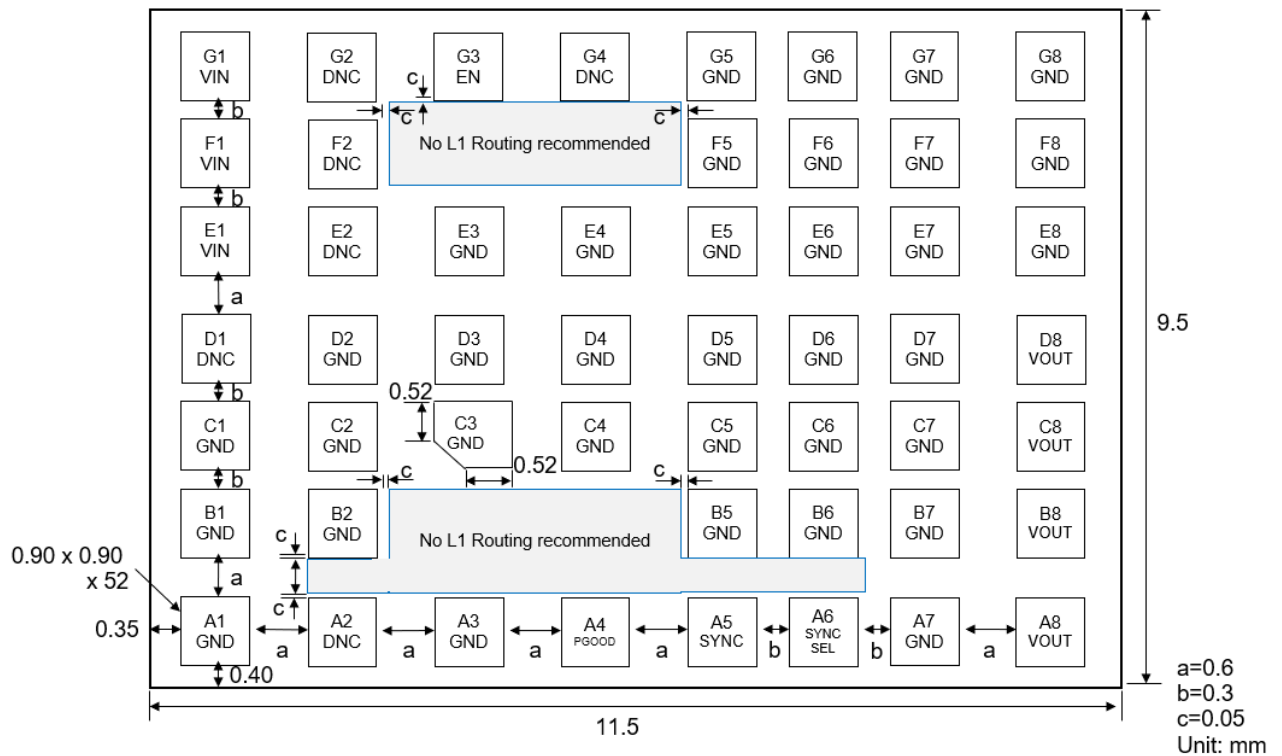 G1
VIN
G2
DNC
G3
EN
G4
DNC
G5
GND
G6
GND
G7
GND
G8
GND
c
b
c
c
F1
VIN
F2
DNC
No L1 Routing recommended
F5
GND
F6
GND
F7
GND
F8
GND
b
E1
VIN
E2
DNC
E3
GND
E4
GND
E5
GND
E6
GND
E7
GND
E8
GND
a
9.5
D1
DNC
D2
GND
D3
GND
D4
GND
D5
GND
D6
GND
D7
GND
D8
VOUT
b
0.52
C1
GND
C2
GND
C3
GND
C4
GND
C5
GND
C6
GND
C7
GND
C8
VOUT
b
c
0.52
c
B1
GND
B2
GND
No L1 Routing recommended
B5
GND
B6
GND
B7
GND
B8
VOUT
c
0.90 x 0.90
x 52
a
c
0.35
A1
GND
a
A2
DNC
a
A3
GND
a
A4
PGOOD
a
A5
SYNC
b
A6
SYNC
SEL
b
A7
GND
a
A8
VOUT
0.40
11.5
a=0.6
b=0.3
c=0.05
Unit: mm